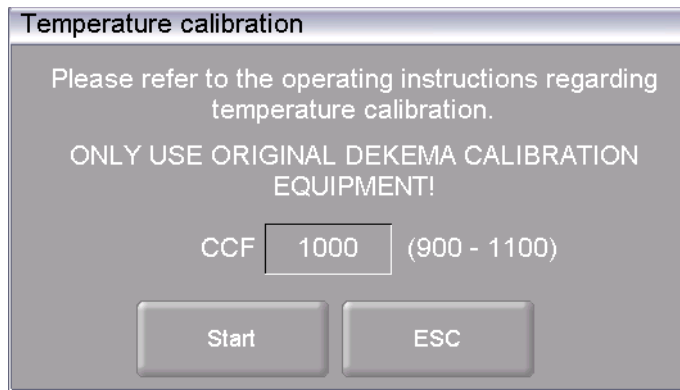 Temperature calibration
Please refer to the operating instructions regarding
temperature calibration.
ONLY USE ORIGINAL DEKEMA CALIBRATION
EQUIPMENT!
CCF 1000 (900 - 1100)
Start ESC